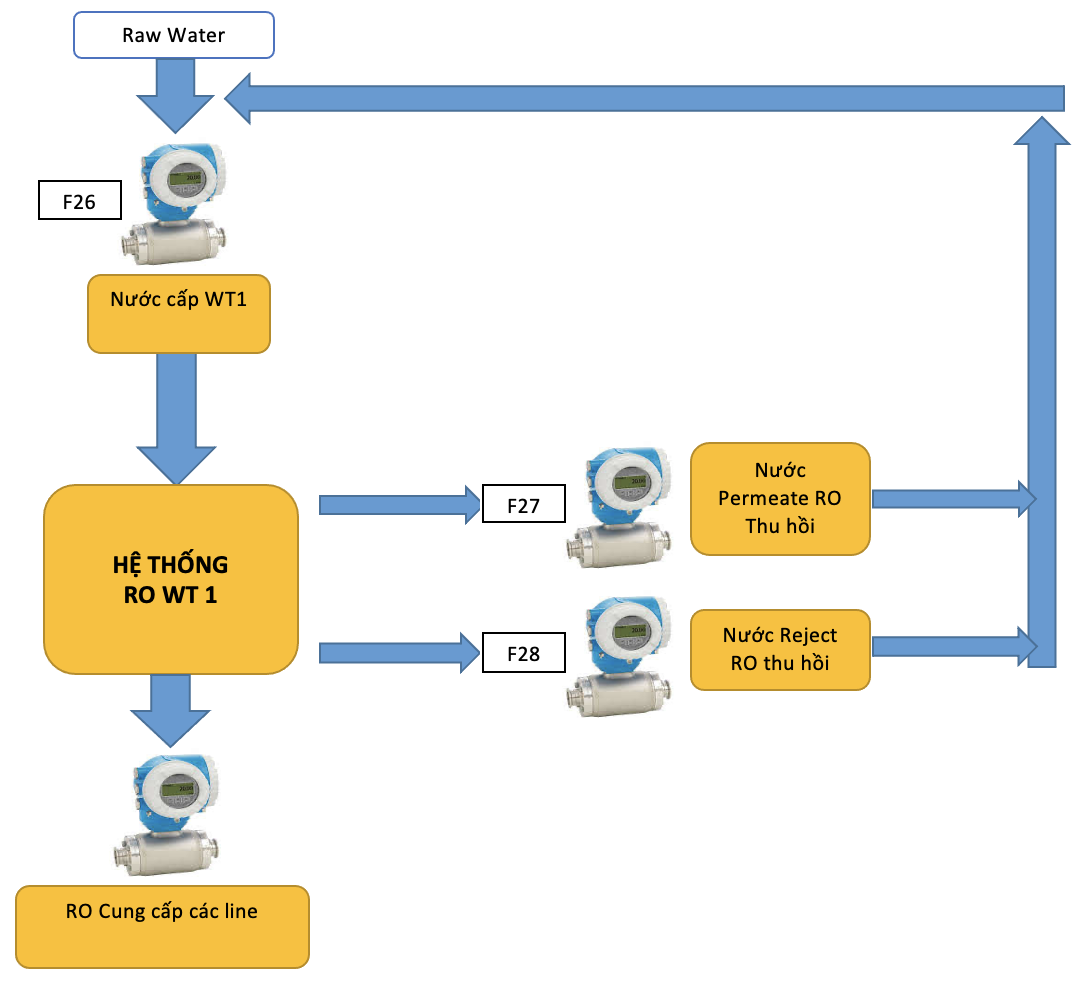 Raw Water
F26
Nước cấp WT1
HỆ THỐNG
RO WT 1
F27
Nước
Permeate RO
Thu hồi
F28
Nước Reject
RO thu hồi
RO Cung cấp các line